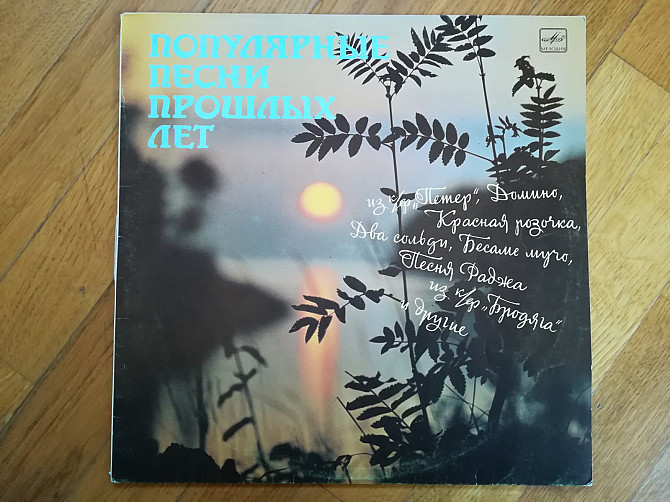 ПОПУЛЯРНЫЕ
ПЕСНИ
ПРОШЛЫХ
ЛЕТ
МЕЛОДИЯ
из к/ф „Петер“, Домино,
Красная розочка,
Два сольди, Бесаме мучо,
Песня Раджа
из к/ф „Бродяга“
и другие